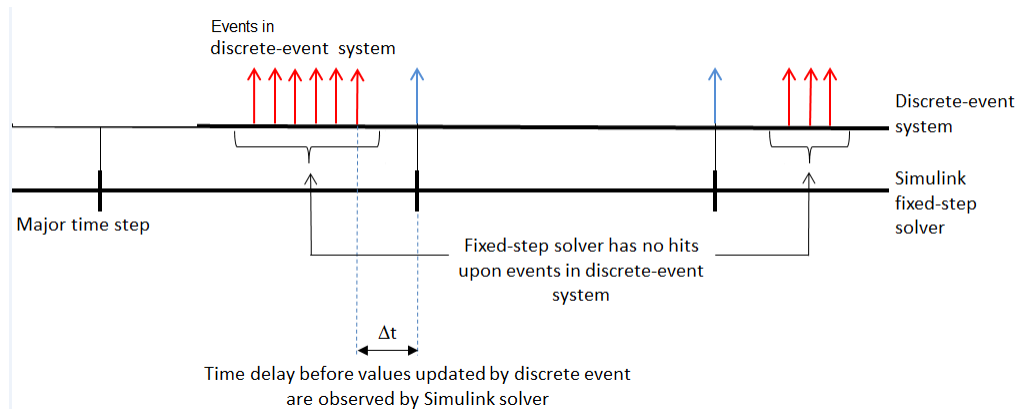 Events in
discrete-event system
Discrete-event
system
Simulink
fixed-step
solver
Major time step
Fixed-step solver has no hits
upon events in discrete-event
system
Δt
Time delay before values updated by discrete event
are observed by Simulink solver